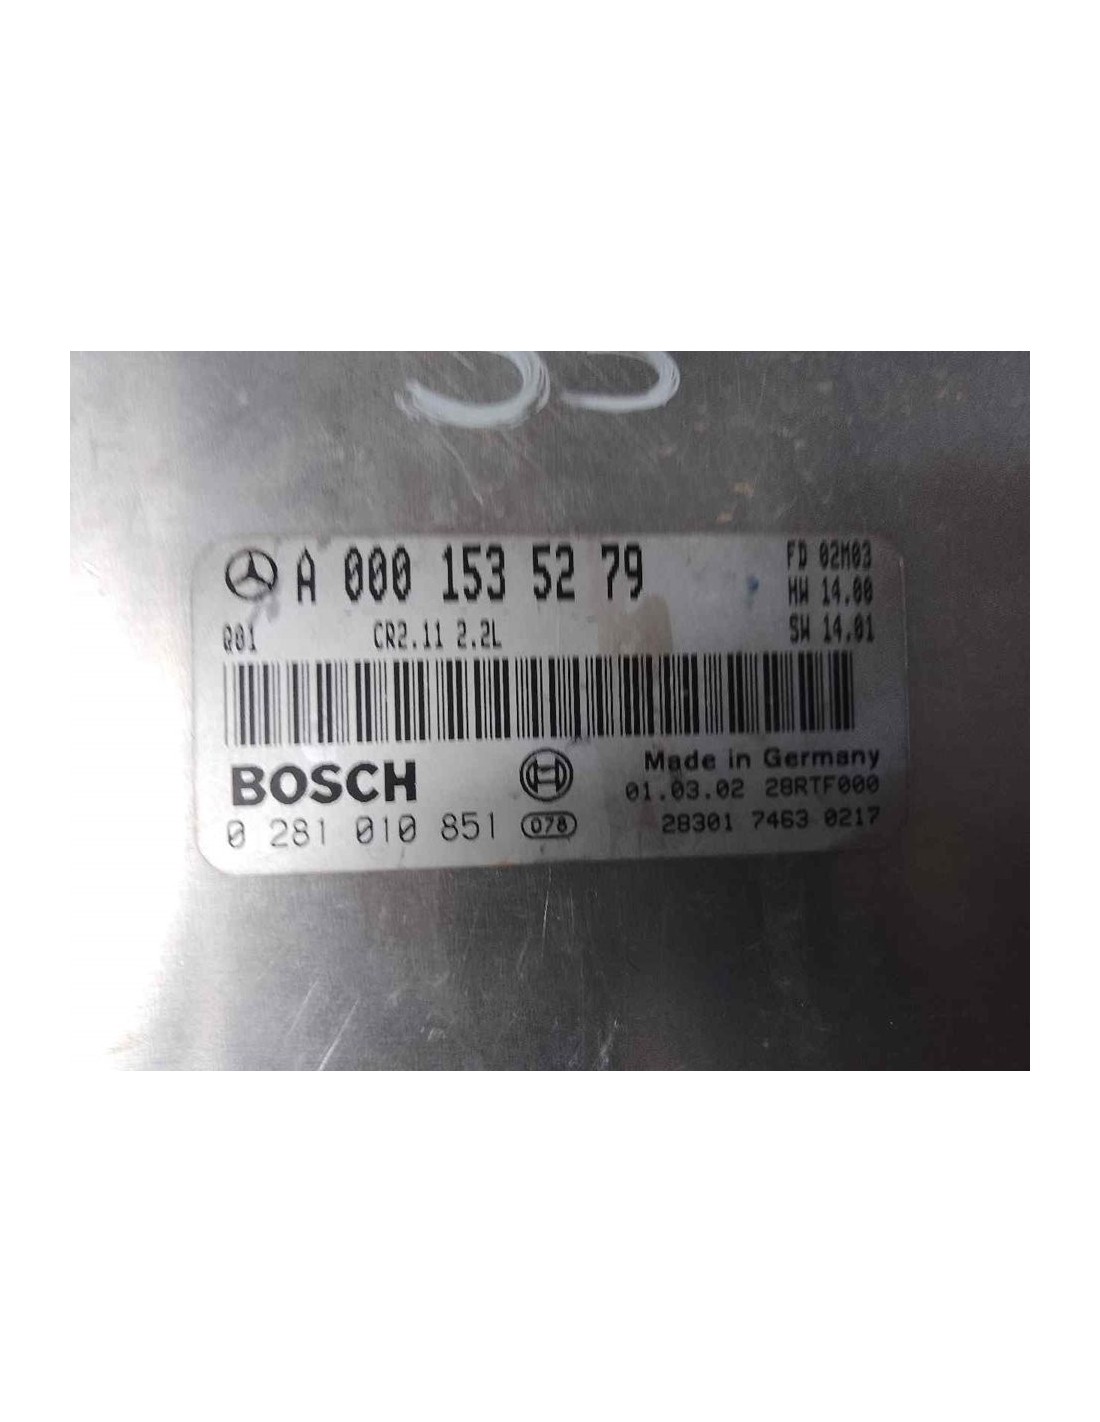 A 000 153 52 79
FD 02M03
HW 14.00
Q01 CR2.11 2.2L SW 14.01
BOSCH
Made in Germany
01.03.02 28RTF000
0 281 010 851 078 28301 7463 0217